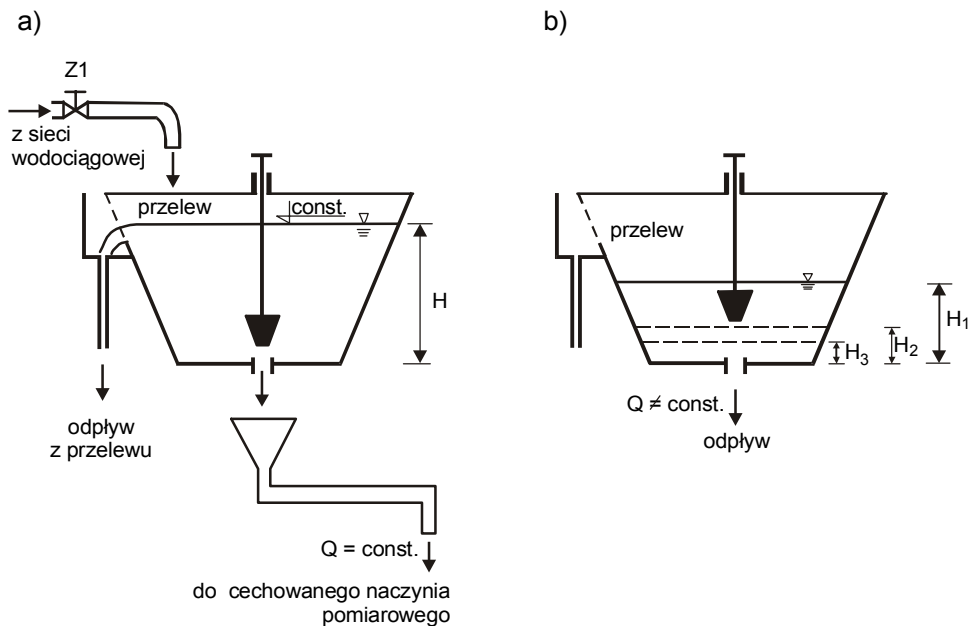 a)
Z1
z sieci
wodociągowej
przelew
const.
H
odpływ
z przelewu
Q = const.
do cechowanego naczynia
pomiarowego
b)
przelew
H₁
H₂
H₃
Q ≠ const.
odpływ